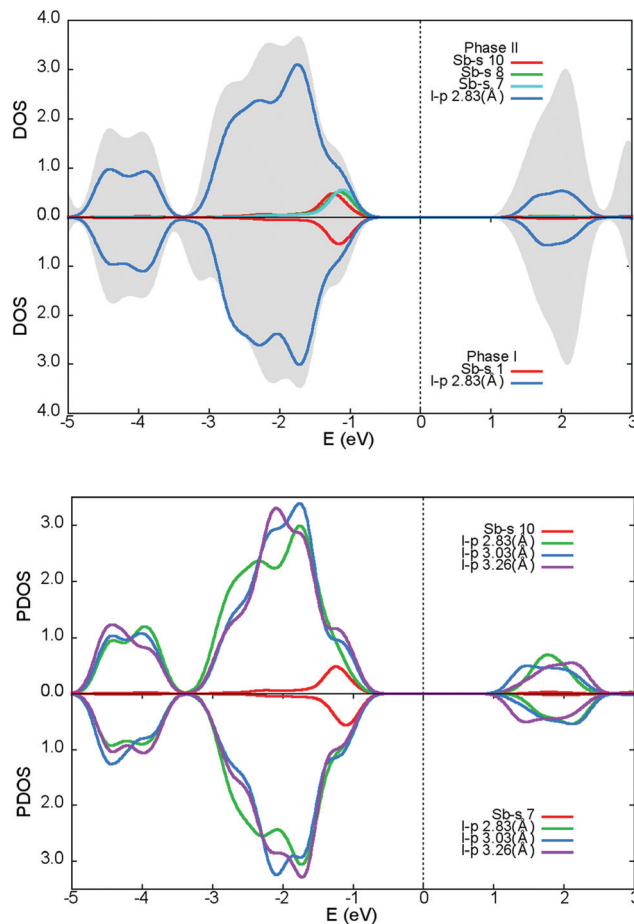 4.0
Phase II
Sb-s 10
Sb-s 8
Sb-s 7
I-p 2.83(Å)
3.0
DOS
2.0
1.0
0.0
1.0
DOS
2.0
3.0
Phase I
Sb-s 1
I-p 2.83(Å)
4.0
-5 -4 -3 -2 -1 0 1 2 3
E (eV)
3.0
Sb-s 10
I-p 2.83(Å)
I-p 3.03(Å)
I-p 3.26(Å)
PDOS
2.0
1.0
0.0
1.0
PDOS
2.0
Sb-s 7
I-p 2.83(Å)
I-p 3.03(Å)
I-p 3.26(Å)
3.0
-5 -4 -3 -2 -1 0 1 2 3
E (eV)